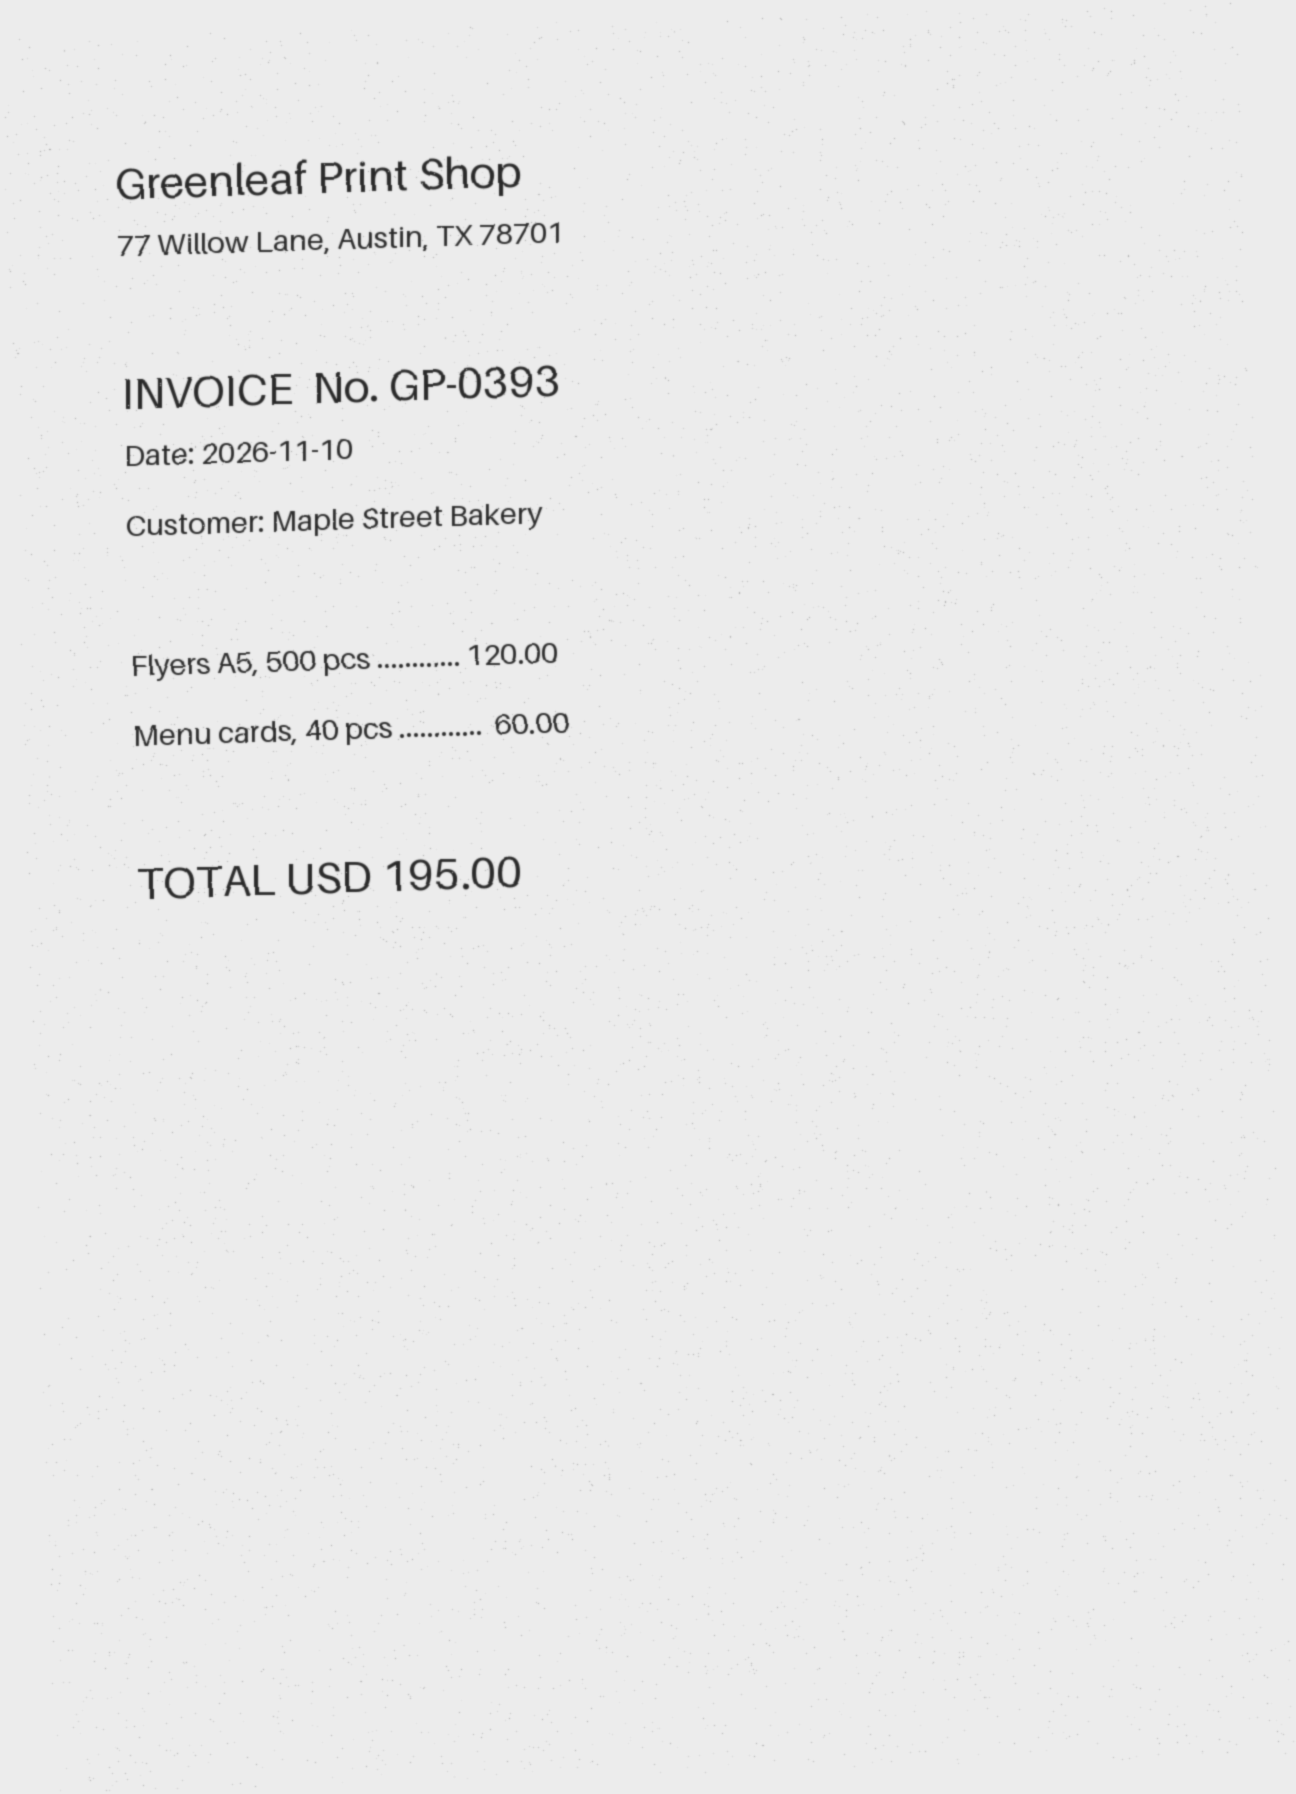 Greenleaf Print Shop
77 Willow Lane, Austin, TX 78701
INVOICE No. GP-0393
Date: 2026-11-10
Customer: Maple Street Bakery
Flyers A5, 500 pcs ............ 120.00
Menu cards, 40 pcs ............ 60.00
TOTAL USD 195.00